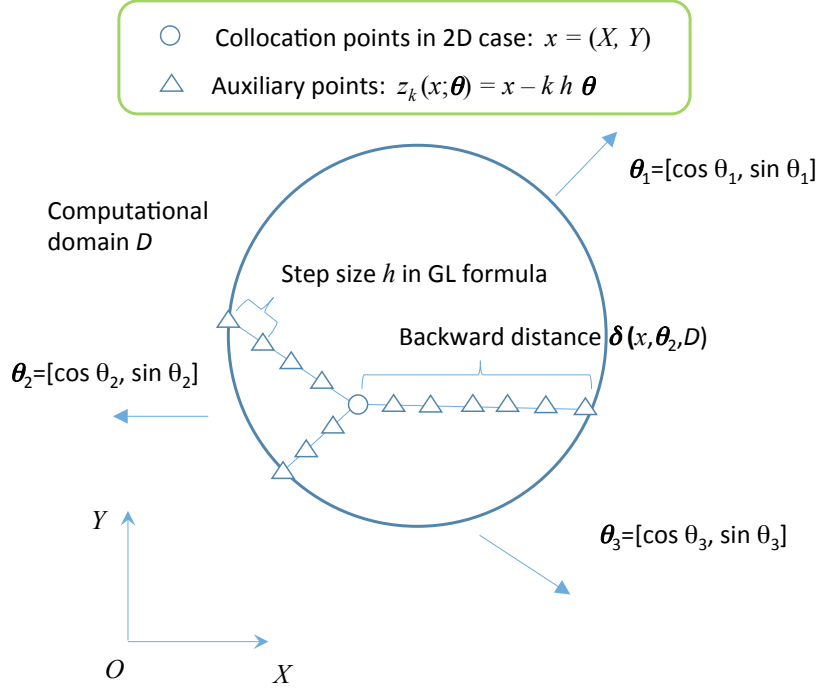 Collocation points in 2D case: x = (X, Y)
Auxiliary points: zₖ(x;θ) = x – k h θ
θ₁=[cos θ₁, sin θ₁]
Computational
domain D
Step size h in GL formula
Backward distance δ(x,θ₂,D)
θ₂=[cos θ₂, sin θ₂]
Y
θ₃=[cos θ₃, sin θ₃]
O
X